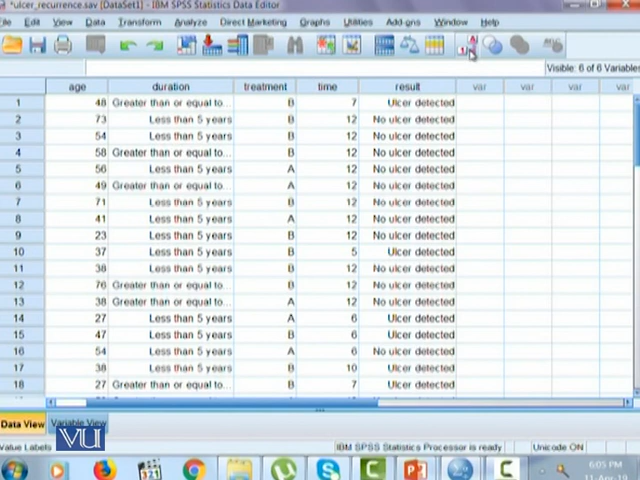 *ulcer_recurrence.sav [DataSet1] - IBM SPSS Statistics Data Editor
File Edit View Data Transform Analyze Direct Marketing Graphs Utilities Add-ons Window Help
Visible: 6 of 6 Variables
age duration treatment time result var var var var
1 48 Greater than or equal to... B 7 Ulcer detected
2 73 Less than 5 years B 12 No ulcer detected
3 54 Less than 5 years B 12 No ulcer detected
4 58 Greater than or equal to... B 12 No ulcer detected
5 56 Less than 5 years A 12 No ulcer detected
6 49 Greater than or equal to... A 12 No ulcer detected
7 71 Less than 5 years B 12 No ulcer detected
8 41 Less than 5 years A 12 No ulcer detected
9 23 Less than 5 years B 12 No ulcer detected
10 37 Less than 5 years B 5 Ulcer detected
11 38 Less than 5 years B 12 No ulcer detected
12 76 Greater than or equal to... B 12 No ulcer detected
13 38 Greater than or equal to... A 12 No ulcer detected
14 27 Less than 5 years A 6 Ulcer detected
15 47 Less than 5 years B 6 Ulcer detected
16 54 Less than 5 years A 6 No ulcer detected
17 38 Less than 5 years B 10 Ulcer detected
18 27 Greater than or equal to... B 7 Ulcer detected
Data View Variable View
VU
Value Labels IBM SPSS Statistics Processor is ready Unicode ON
6:05 PM
11-Apr-19